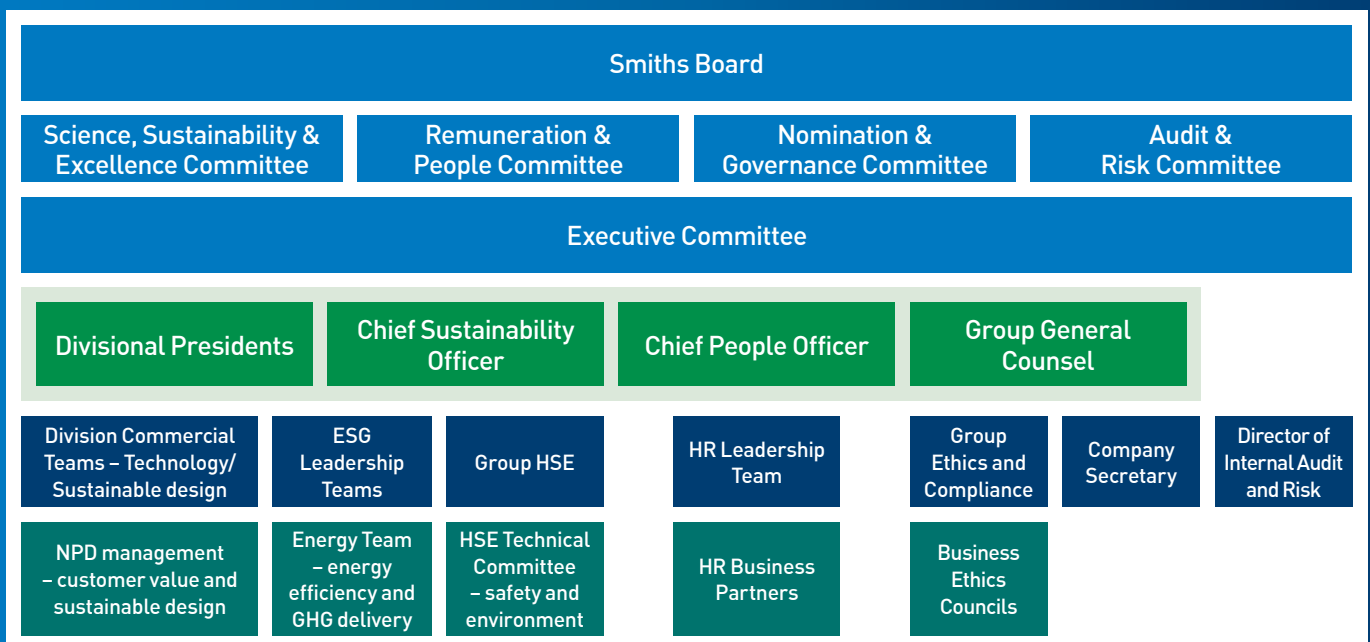 Smiths Board
Science, Sustainability &
Excellence Committee
Remuneration &
People Committee
Nomination &
Governance Committee
Audit &
Risk Committee
Executive Committee
Divisional Presidents
Chief Sustainability
Officer
Chief People Officer
Group General
Counsel
Division Commercial
Teams – Technology/
Sustainable design
ESG
Leadership
Teams
Group HSE
HR Leadership
Team
Group
Ethics and
Compliance
Company
Secretary
Director of
Internal Audit
and Risk
NPD management
– customer value and
sustainable design
Energy Team
– energy
efficiency and
GHG delivery
HSE Technical
Committee
– safety and
environment
HR Business
Partners
Business
Ethics
Councils